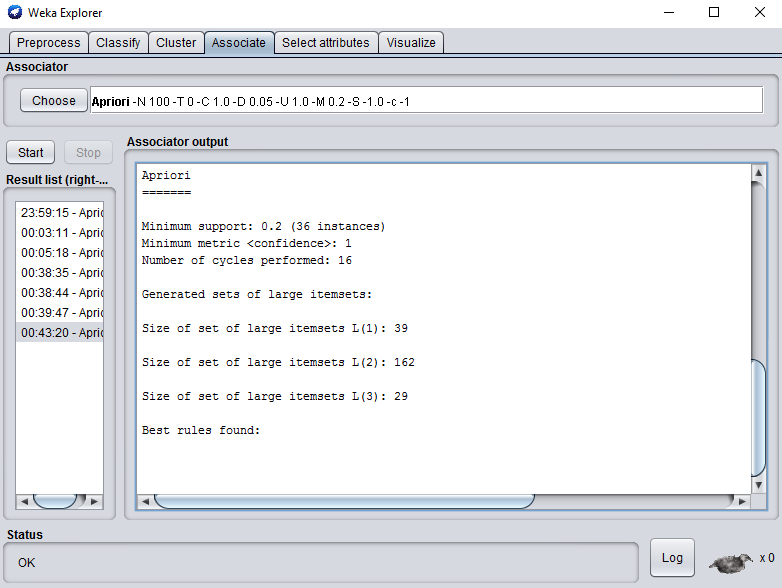 Weka Explorer
Preprocess Classify Cluster Associate Select attributes Visualize
Associator
Choose Apriori -N 100 -T 0 -C 1.0 -D 0.05 -U 1.0 -M 0.2 -S -1.0 -c -1
Start Stop
Result list (right-...
23:59:15 - Aprio
00:03:11 - Aprio
00:05:18 - Aprio
00:38:35 - Aprio
00:38:44 - Aprio
00:39:47 - Aprio
00:43:20 - Aprio
Associator output
Apriori
=======
Minimum support: 0.2 (36 instances)
Minimum metric <confidence>: 1
Number of cycles performed: 16
Generated sets of large itemsets:
Size of set of large itemsets L(1): 39
Size of set of large itemsets L(2): 162
Size of set of large itemsets L(3): 29
Best rules found:
Status
OK
Log
x 0